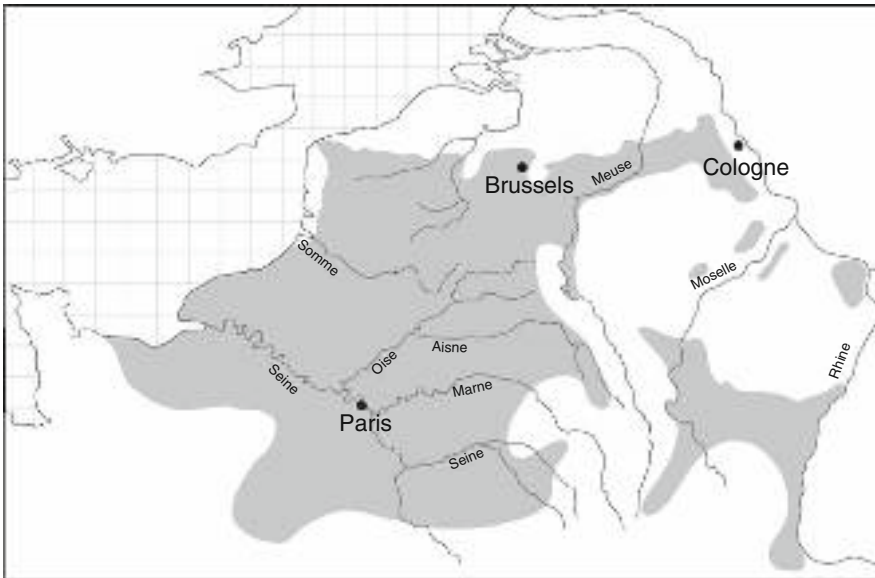 Cologne
Brussels
Meuse
Somme
Moselle
Oise
Aisne
Rhine
Seine
Marne
Paris
Seine